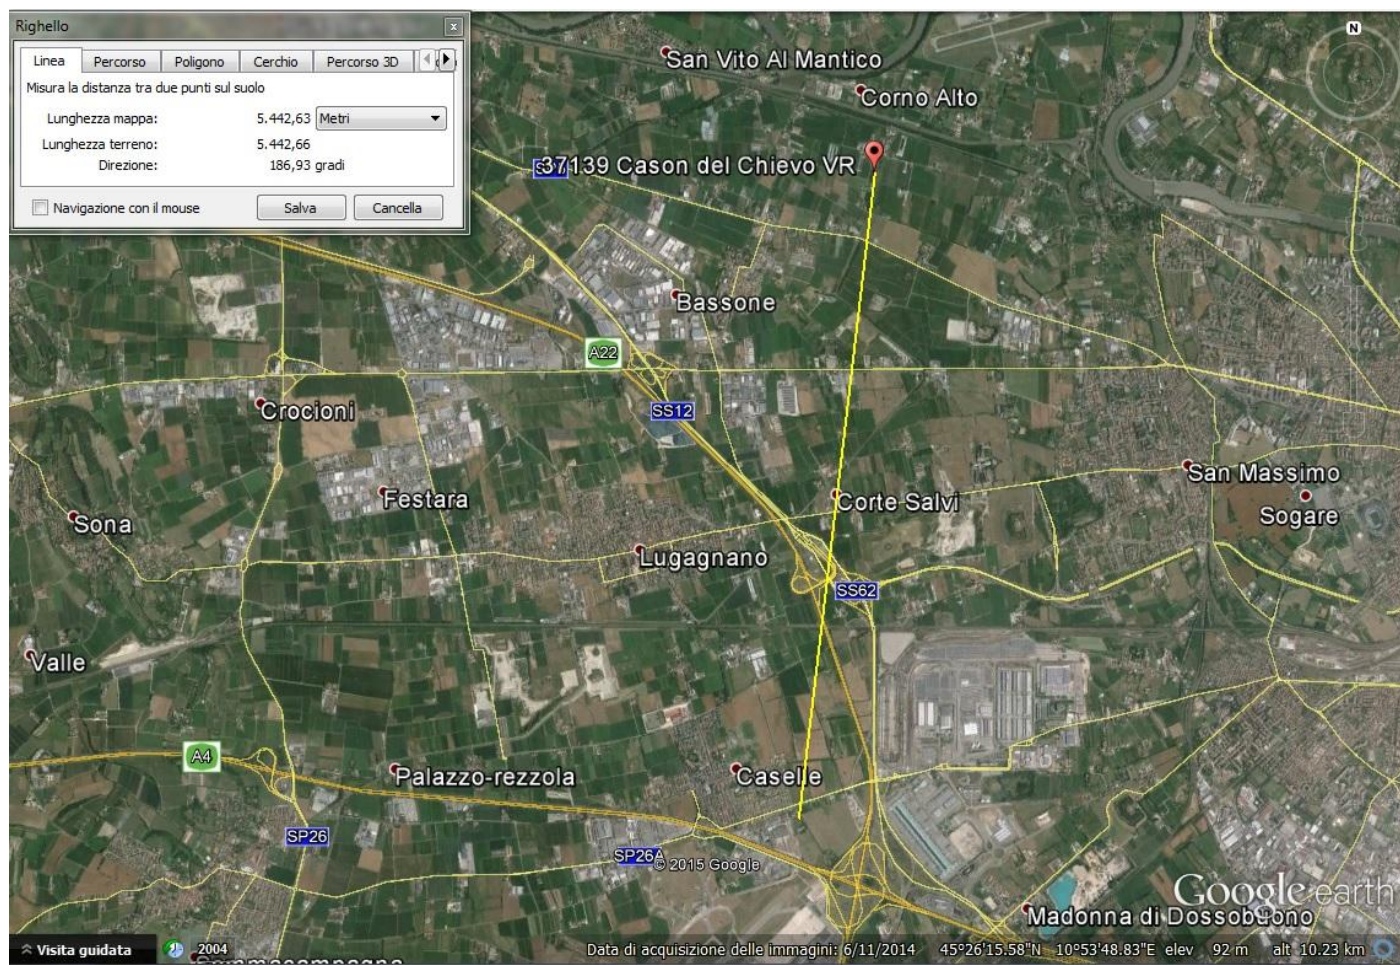 Righello
x
Linea Percorso Poligono Cerchio Percorso 3D
Misura la distanza tra due punti sul suolo
Lunghezza mappa: 5.442,63 Metri
Lunghezza terreno: 5.442,66
Direzione: 186,93 gradi
Navigazione con il mouse Salva Cancella
N
San Vito Al Mantico
Corno Alto
37139 Cason del Chievo VR
Bassone
A22
SS12
Crocioni
San Massimo
Festara
Corte Salvi
Sona
Sogare
Lugagnano
SS62
Valle
A4
Palazzo-rezzola
Caselle
SP26
SP26A
© 2015 Google
Google earth
Madonna di Dossobuono
Visita guidata 2004 Data di acquisizione delle immagini: 6/11/2014 45°26'15.58"N 10°53'48.83"E elev 92 m alt 10.23 km